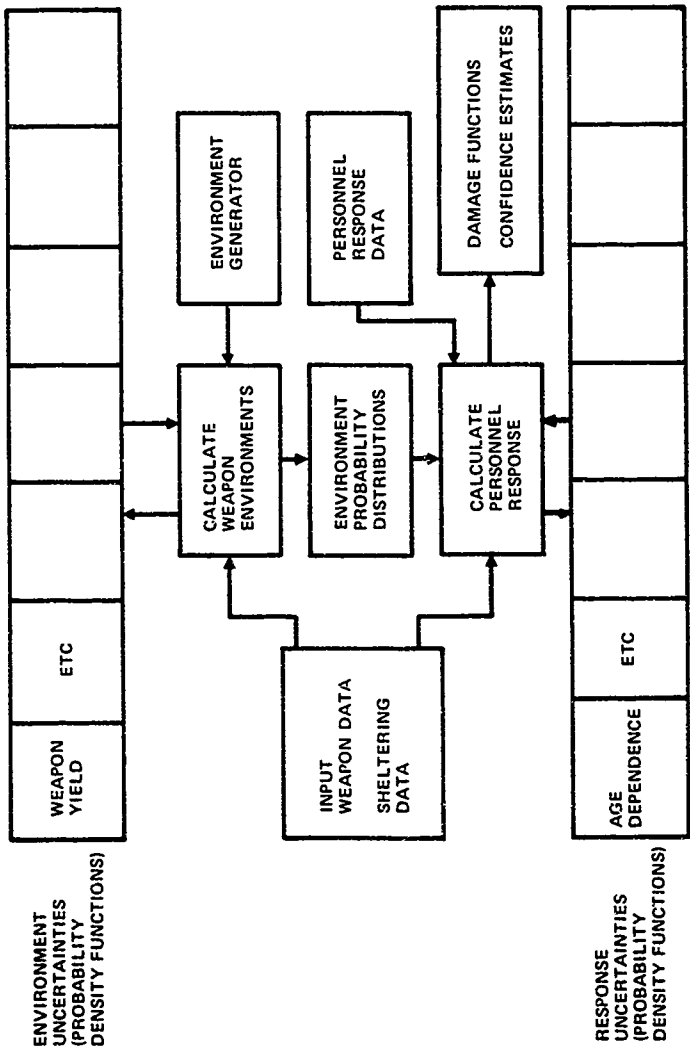 ENVIRONMENT
UNCERTAINTIES
(PROBABILITY
DENSITY FUNCTIONS)
WEAPON
YIELD
ETC
INPUT
WEAPON DATA
SHELTERING
DATA
CALCULATE
WEAPON
ENVIRONMENTS
ENVIRONMENT
GENERATOR
ENVIRONMENT
PROBABILITY
DISTRIBUTIONS
PERSONNEL
RESPONSE
DATA
CALCULATE
PERSONNEL
RESPONSE
DAMAGE FUNCTIONS
CONFIDENCE ESTIMATES
RESPONSE
UNCERTAINTIES
(PROBABILITY
DENSITY FUNCTIONS)
AGE
DEPENDENCE
ETC